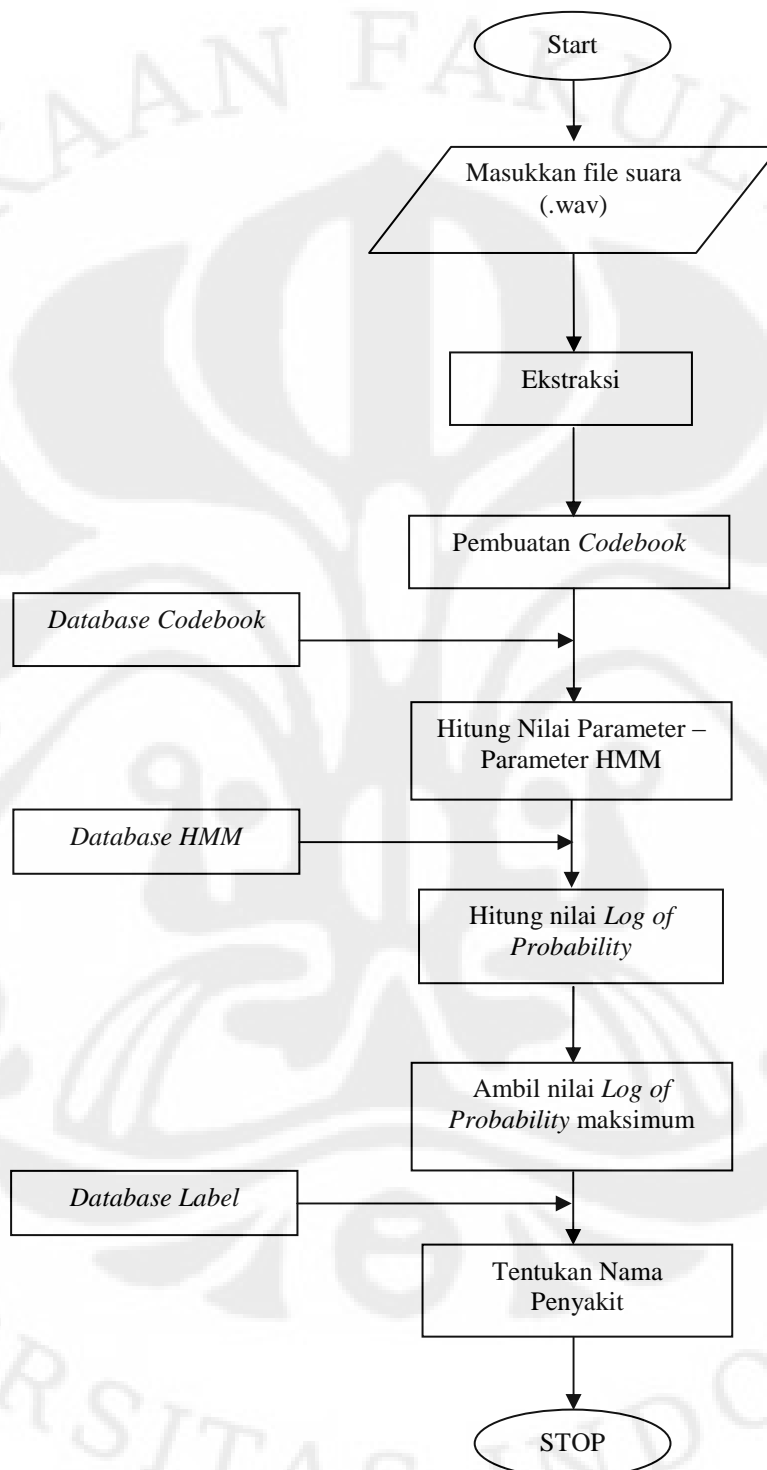 Start
Masukkan file suara
(.wav)
Ekstraksi
Pembuatan Codebook
Database Codebook
Hitung Nilai Parameter –
Parameter HMM
Database HMM
Hitung nilai Log of
Probability
Ambil nilai Log of
Probability maksimum
Database Label
Tentukan Nama
Penyakit
STOP